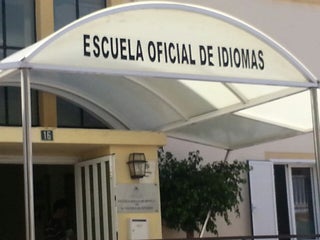 ESCUELA OFICIAL DE IDIOMAS
16